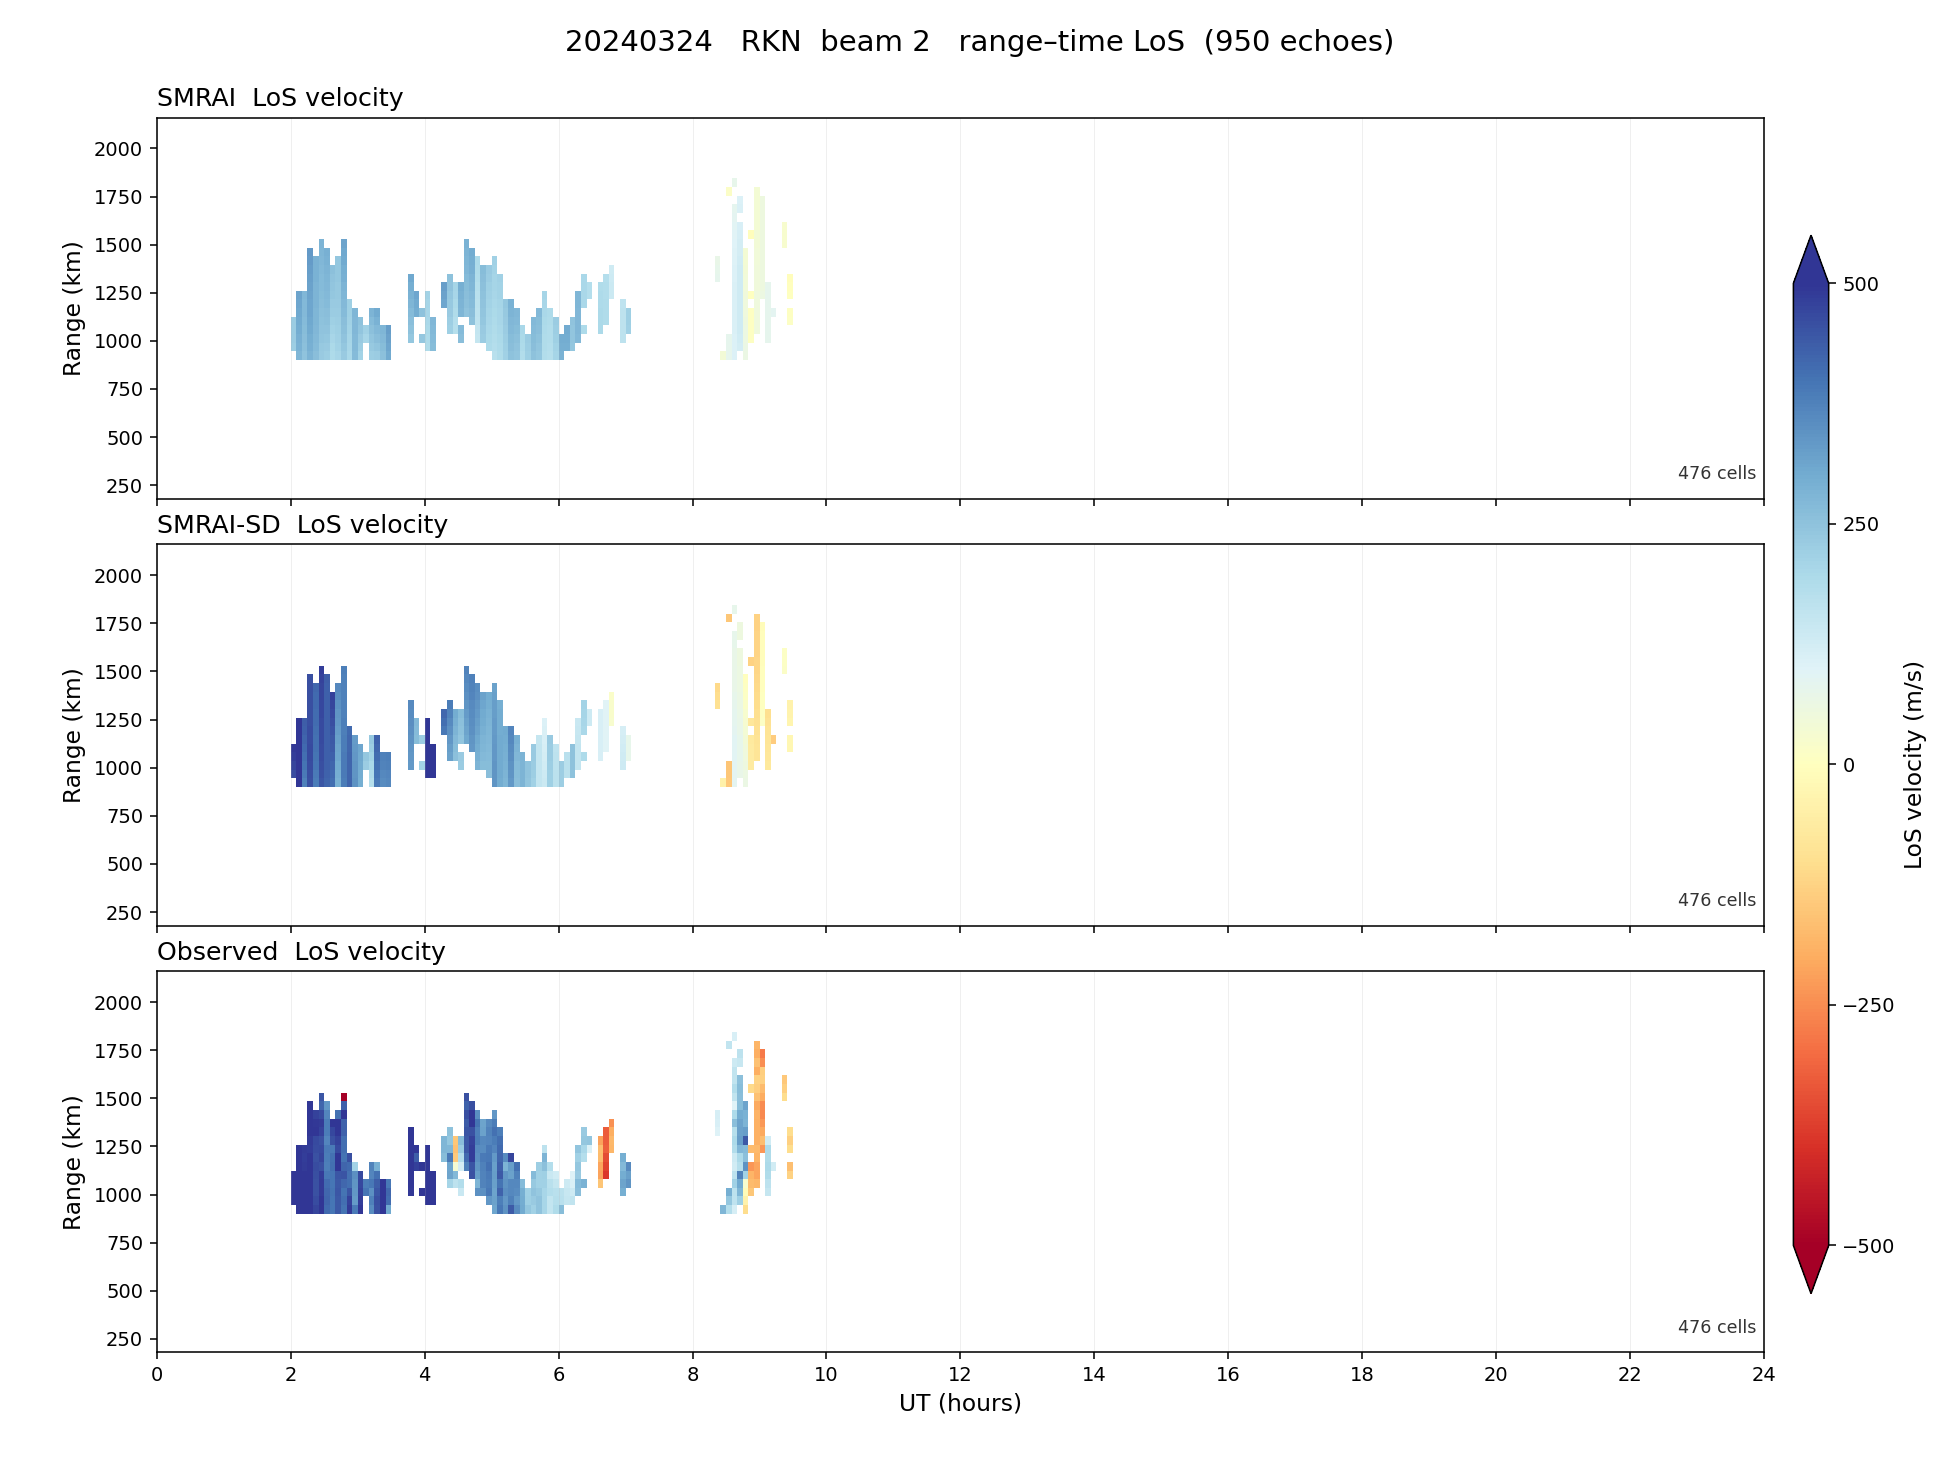 20240324   RKN  beam 2   range–time LoS  (950 echoes)
SMRAI  LoS velocity
2000
1750
1500
1250
1000
750
500
250
Range (km)
476 cells
SMRAI-SD  LoS velocity
2000
1750
1500
1250
1000
750
500
250
Range (km)
476 cells
Observed  LoS velocity
2000
1750
1500
1250
1000
750
500
250
Range (km)
476 cells
0 2 4 6 8 10 12 14 16 18 20 22 24
UT (hours)
500
250
0
−250
−500
LoS velocity (m/s)